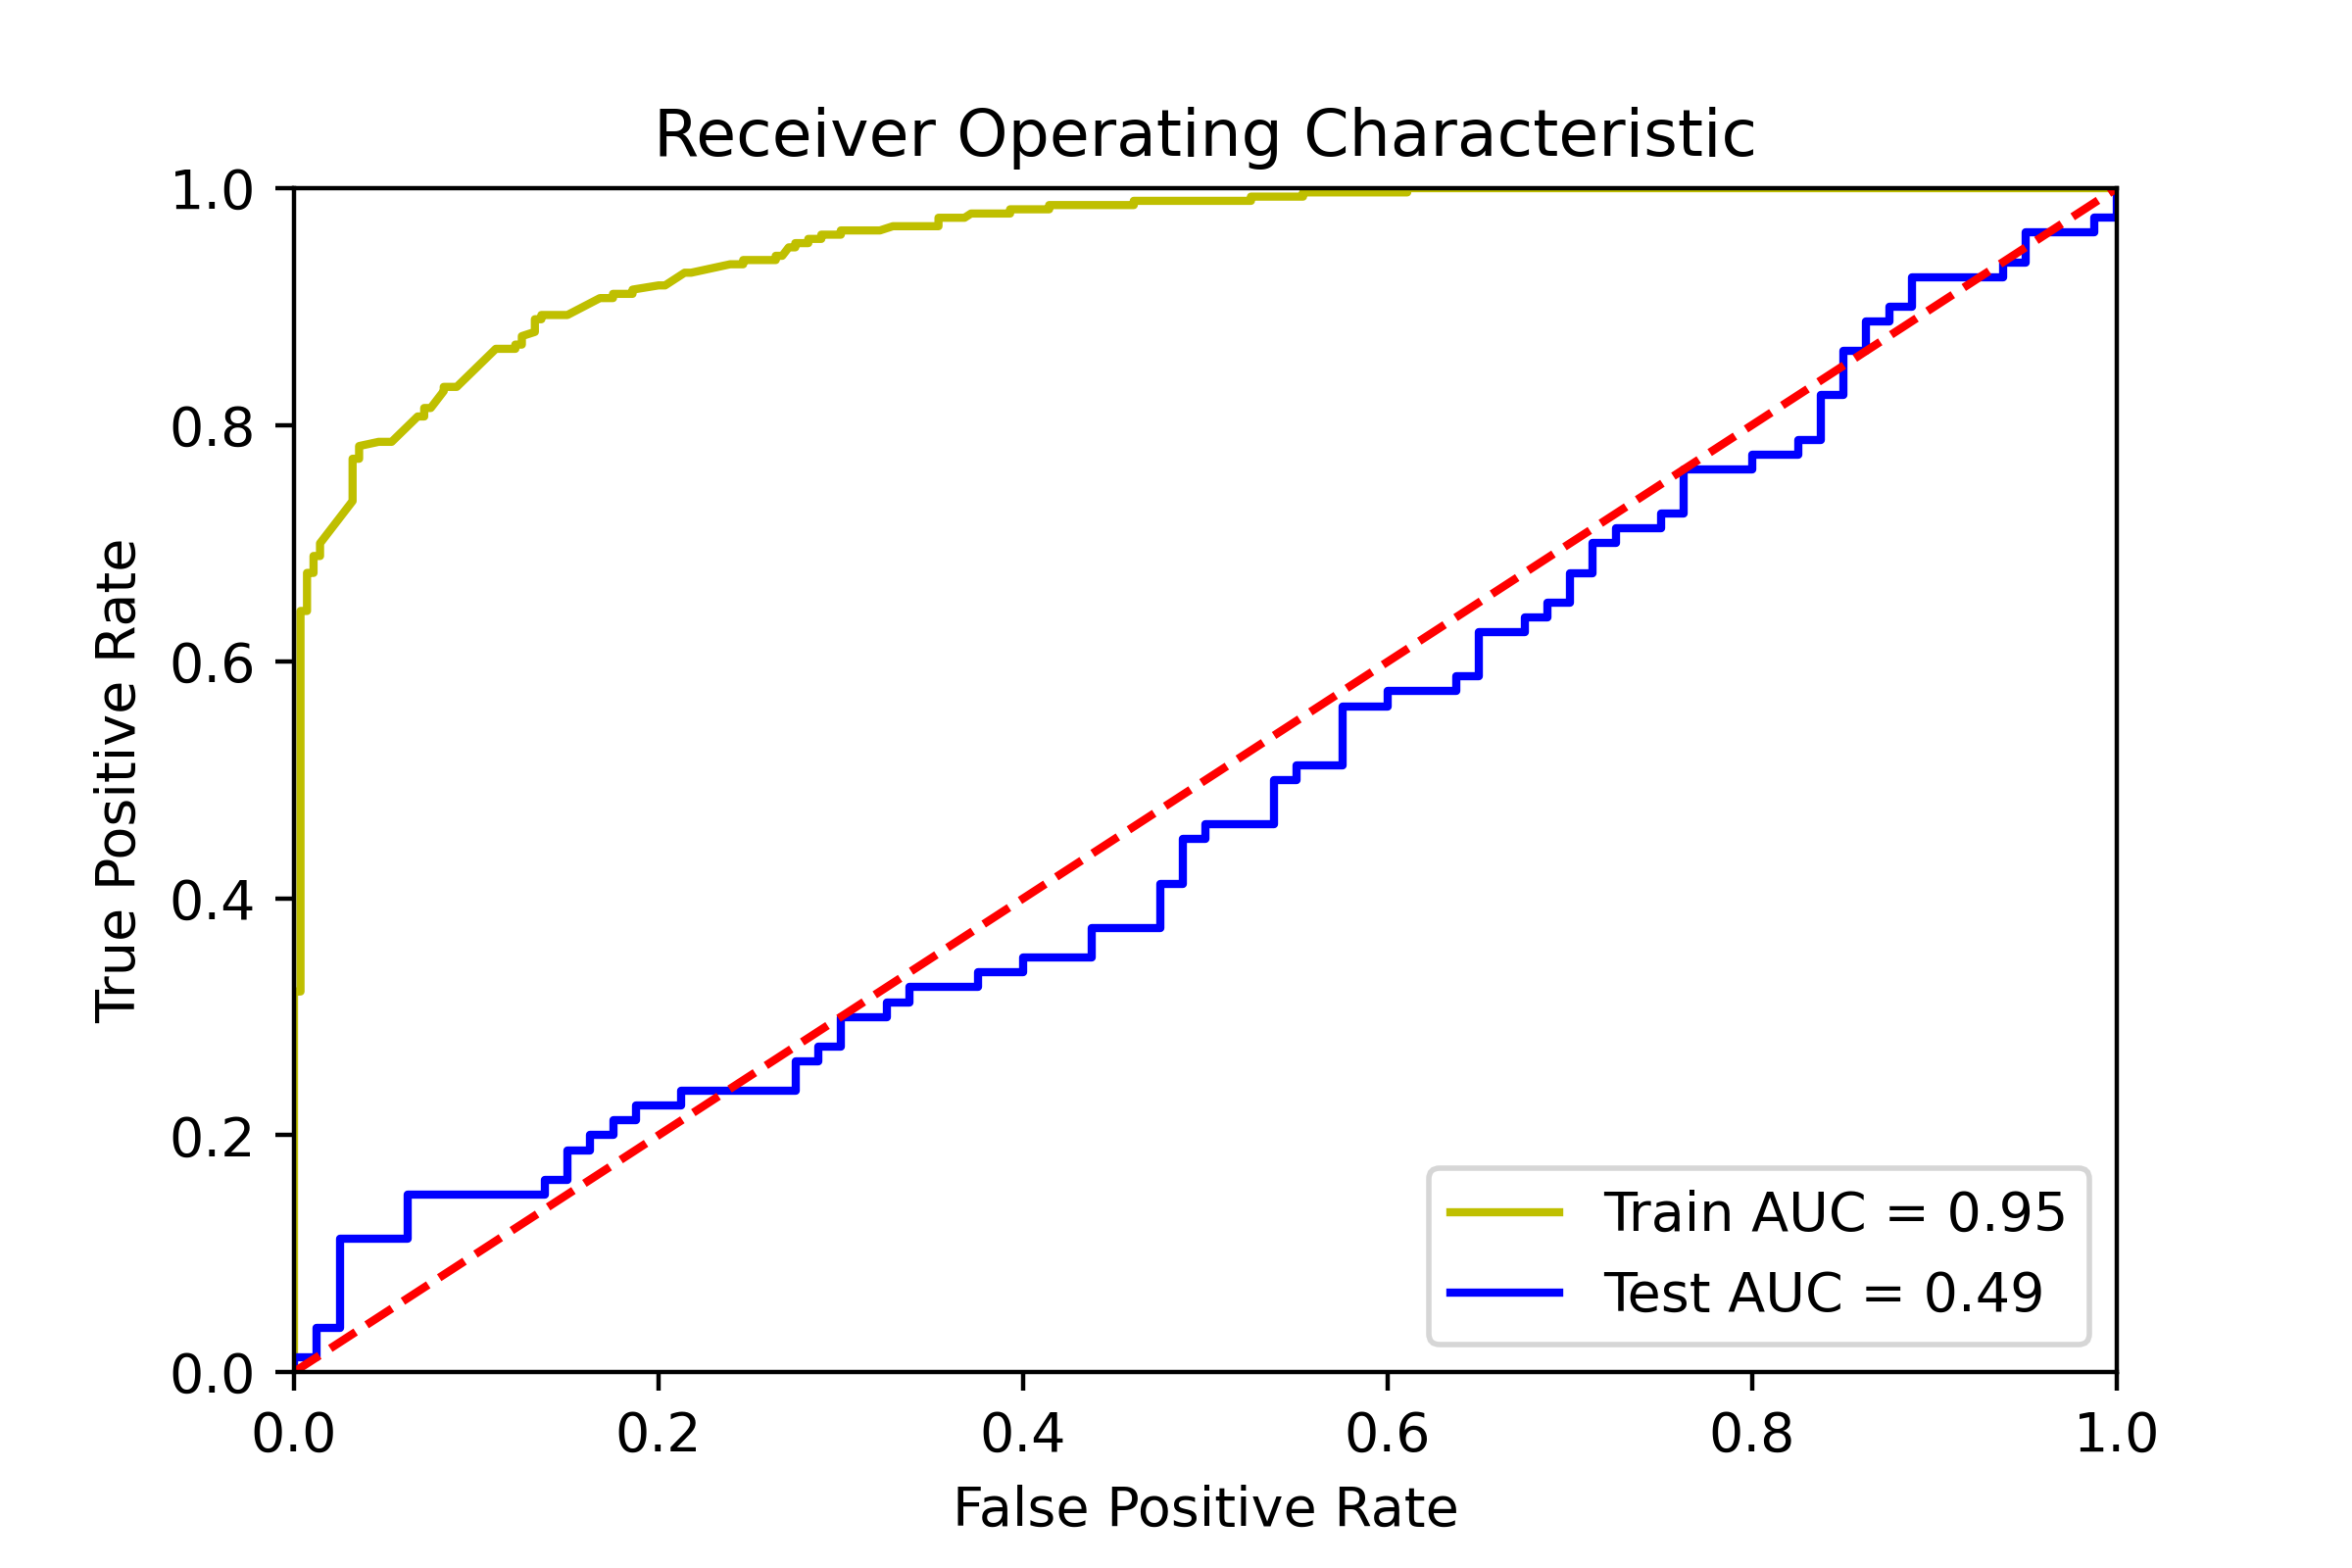 Receiver Operating Characteristic
1.0
0.8
0.6
0.4
0.2
0.0
True Positive Rate
Train AUC = 0.95
Test AUC = 0.49
0.0 0.2 0.4 0.6 0.8 1.0
False Positive Rate